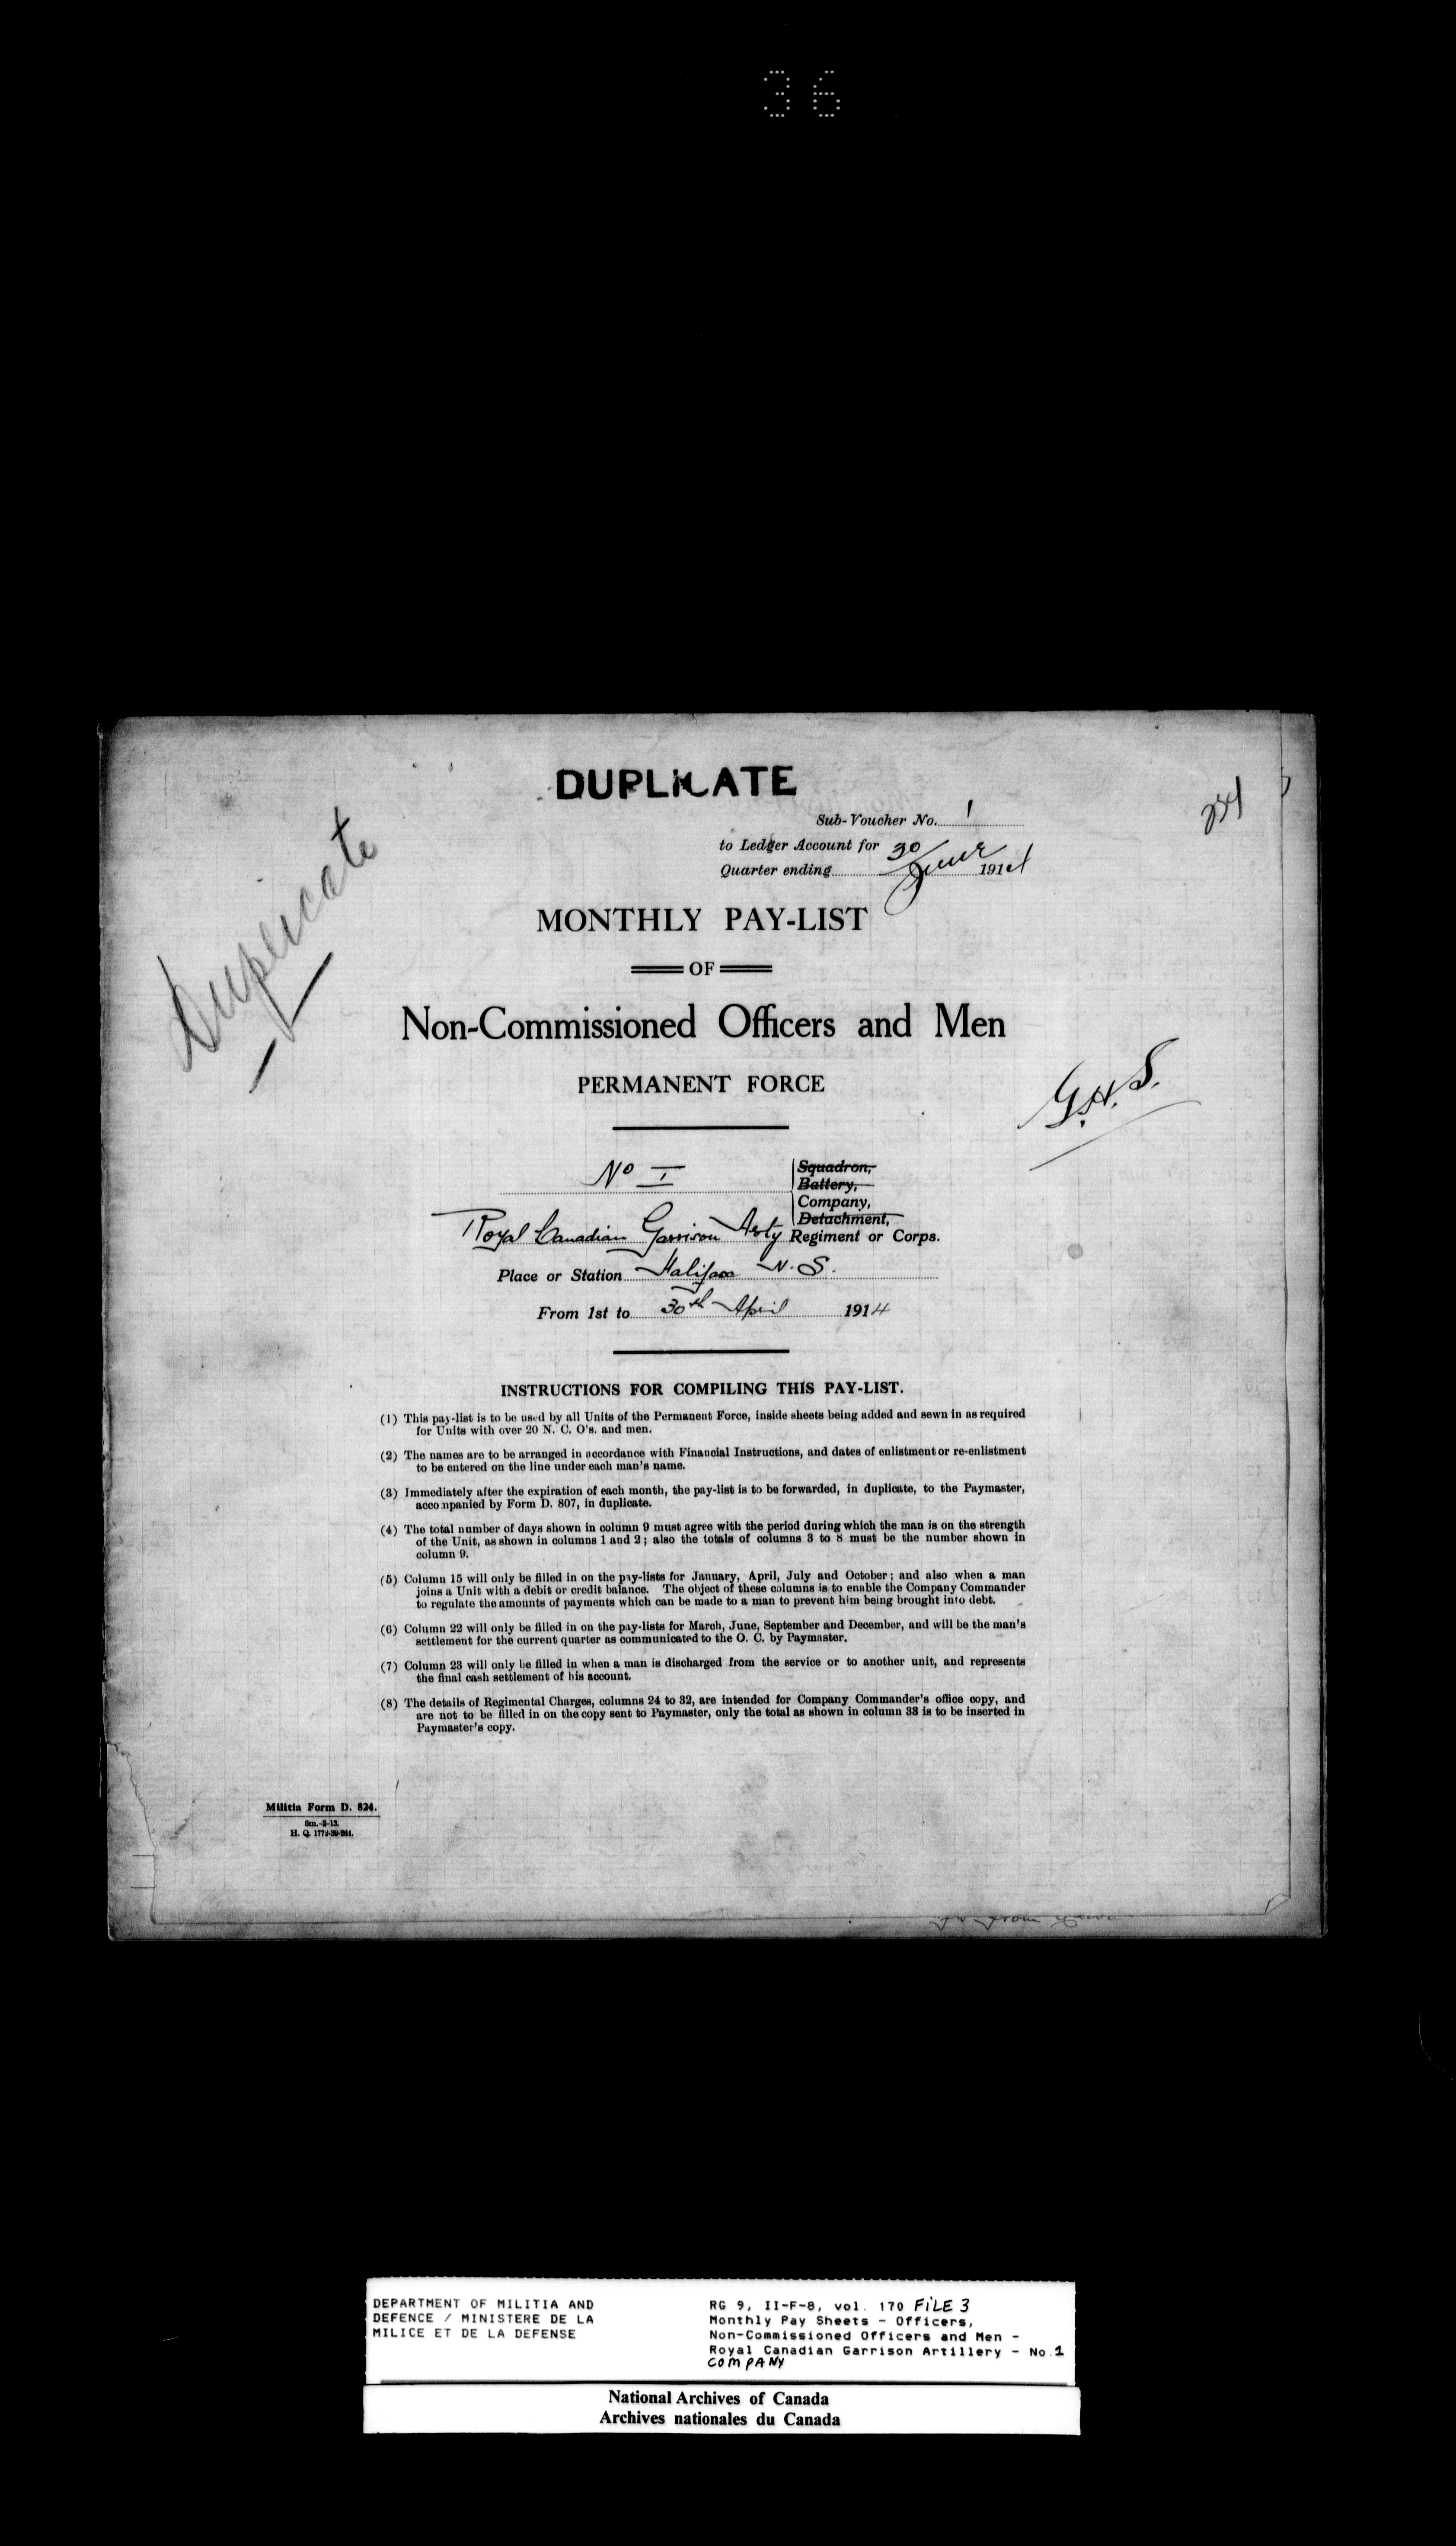 36
DUPLICATE
Sub-Voucher No. 1
to Ledger Account for 30
Quarter ending June 1914
Duplicate
MONTHLY PAY-LIST
OF
Non-Commissioned Officers and Men
PERMANENT FORCE
G.H.S.
No I
Squadron,
Battery,
Company,
Detachment,
Royal Canadian Garrison Arty Regiment or Corps.
Place or Station Halifax N.S.
From 1st to 30th April 1914
INSTRUCTIONS FOR COMPILING THIS PAY-LIST.
(1) This pay-list is to be used by all Units of the Permanent Force, inside sheets being added and sewn in as required
for Units with over 20 N. C. O's. and men.
(2) The names are to be arranged in accordance with Financial Instructions, and dates of enlistment or re-enlistment
to be entered on the line under each man's name.
(3) Immediately after the expiration of each month, the pay-list is to be forwarded, in duplicate, to the Paymaster,
accompanied by Form D. 807, in duplicate.
(4) The total number of days shown in column 9 must agree with the period during which the man is on the strength
of the Unit, as shown in columns 1 and 2; also the totals of columns 3 to 8 must be the number shown in
column 9.
(5) Column 15 will only be filled in on the pay-lists for January, April, July and October; and also when a man
joins a Unit with a debit or credit balance. The object of these columns is to enable the Company Commander
to regulate the amounts of payments which can be made to a man to prevent him being brought into debt.
(6) Column 22 will only be filled in on the pay-lists for March, June, September and December, and will be the man's
settlement for the current quarter as communicated to the O. C. by Paymaster.
(7) Column 23 will only be filled in when a man is discharged from the service or to another unit, and represents
the final cash settlement of his account.
(8) The details of Regimental Charges, columns 24 to 32, are intended for Company Commander's office copy, and
are not to be filled in on the copy sent to Paymaster, only the total as shown in column 33 is to be inserted in
Paymaster's copy.
Militia Form D. 824.
6m.-2-13.
H. Q. 1772-39-261.
DEPARTMENT OF MILITIA AND
DEFENCE / MINISTERE DE LA
MILICE ET DE LA DEFENSE
RG 9, II-F-8, vol. 170 FILE 3
Monthly Pay Sheets - Officers,
Non-Commissioned Officers and Men -
Royal Canadian Garrison Artillery - No.1
COMPANY
National Archives of Canada
Archives nationales du Canada